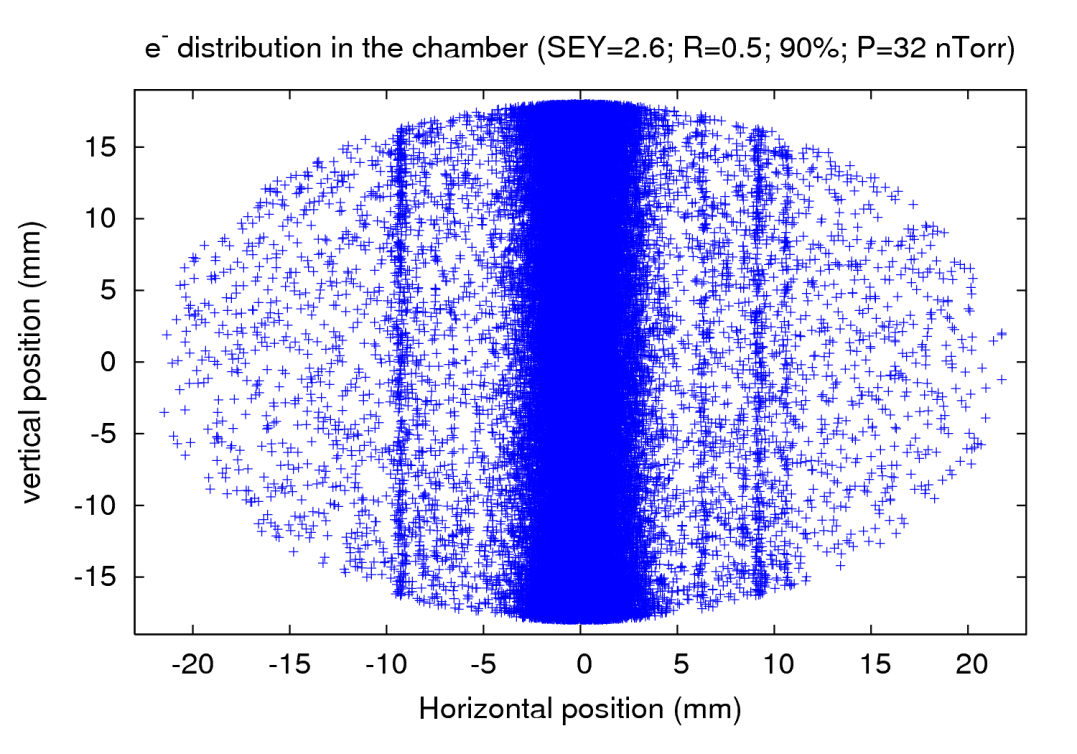 e- distribution in the chamber (SEY=2.6; R=0.5; 90%; P=32 nTorr)
15
10
5
0
-5
-10
-15
vertical position (mm)
-20 -15 -10 -5 0 5 10 15 20
Horizontal position (mm)